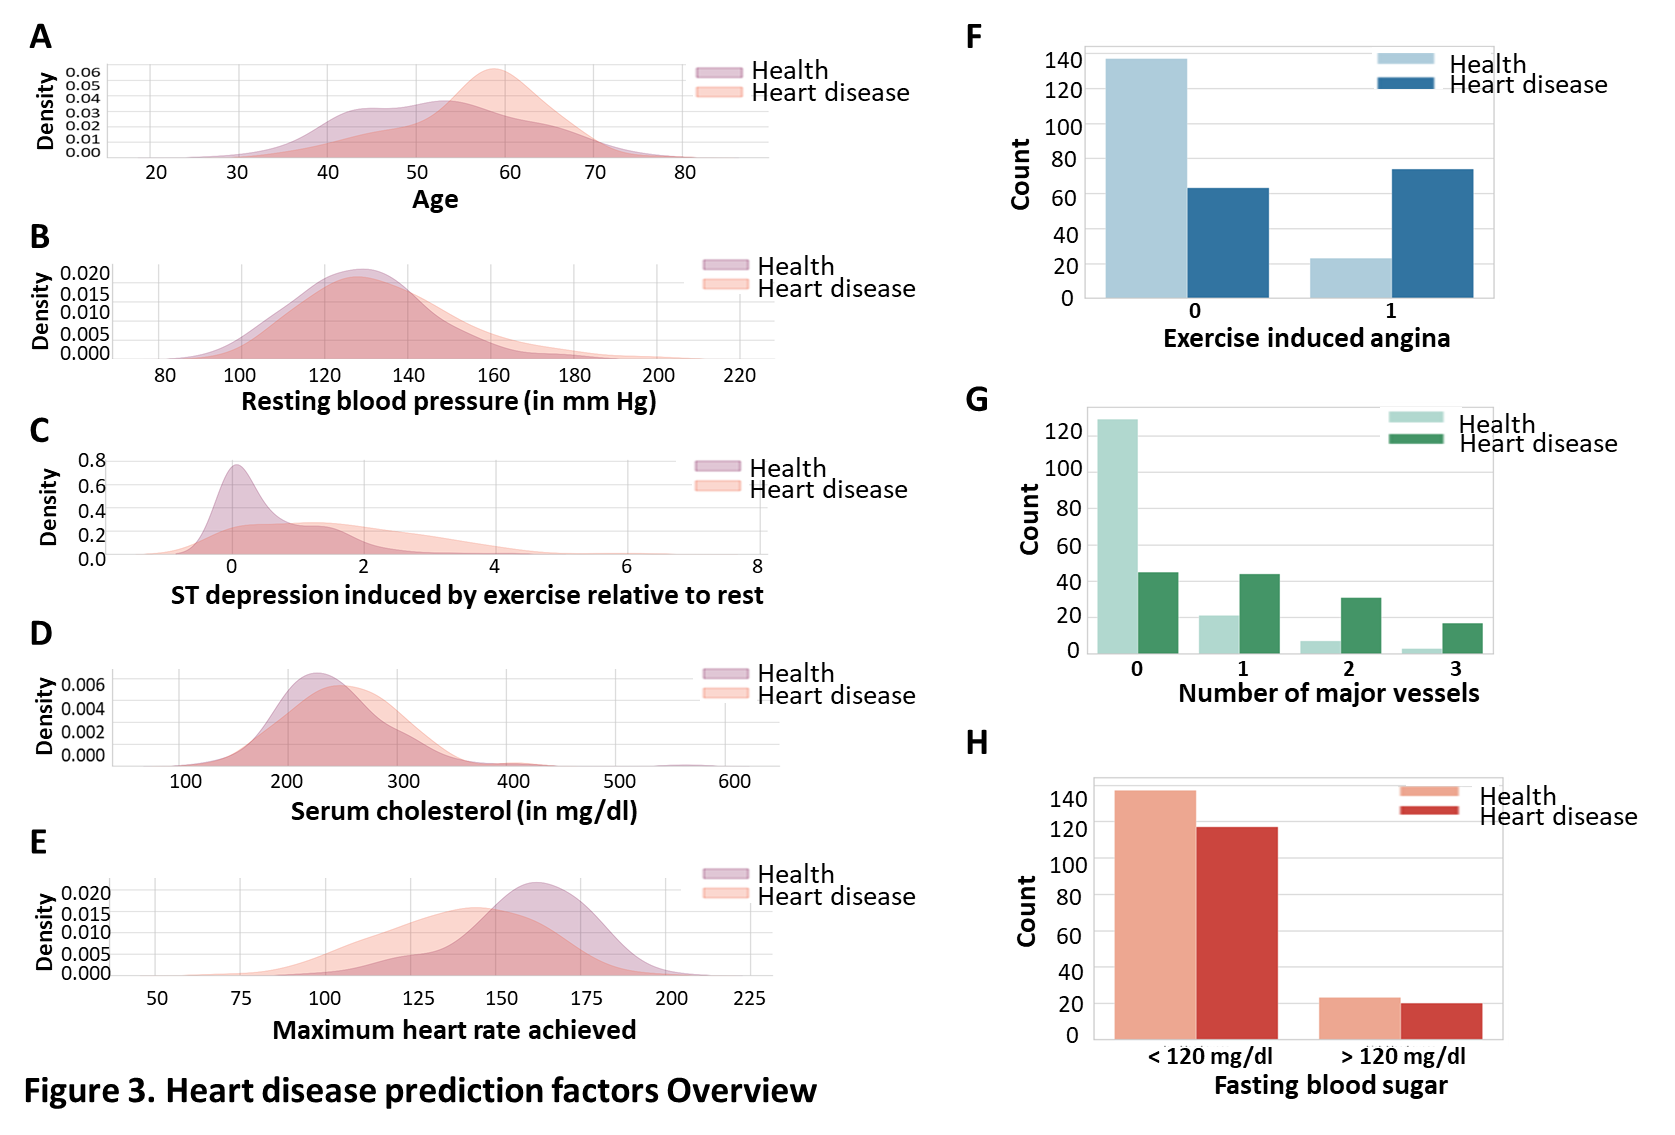 A
Density
0.06
0.05
0.04
0.03
0.02
0.01
0.00
20 30 40 50 60 70 80
Age
Health
Heart disease
B
Density
0.020
0.015
0.010
0.005
0.000
80 100 120 140 160 180 200 220
Resting blood pressure (in mm Hg)
Health
Heart disease
C
Density
0.8
0.6
0.4
0.2
0.0
0 2 4 6 8
ST depression induced by exercise relative to rest
Health
Heart disease
D
Density
0.006
0.004
0.002
0.000
100 200 300 400 500 600
Serum cholesterol (in mg/dl)
Health
Heart disease
E
Density
0.020
0.015
0.010
0.005
0.000
50 75 100 125 150 175 200 225
Maximum heart rate achieved
Health
Heart disease
F
Count
140
120
100
80
60
40
20
0
0 1
Exercise induced angina
Health
Heart disease
G
Count
120
100
80
60
40
20
0
0 1 2 3
Number of major vessels
Health
Heart disease
H
Count
140
120
100
80
60
40
20
0
< 120 mg/dl > 120 mg/dl
Fasting blood sugar
Health
Heart disease
Figure 3. Heart disease prediction factors Overview